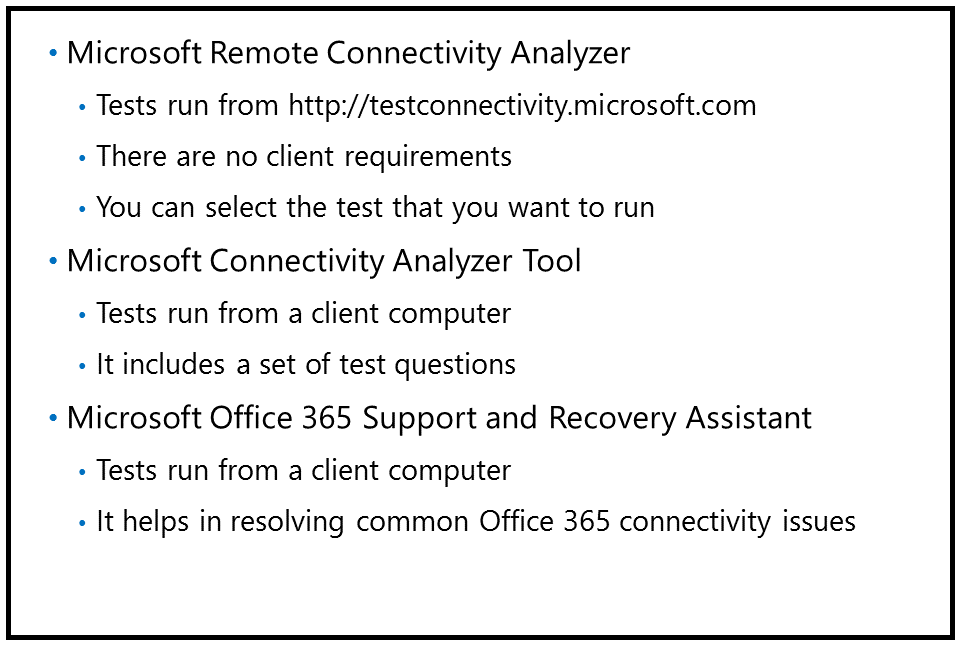 • Microsoft Remote Connectivity Analyzer
• Tests run from http://testconnectivity.microsoft.com
• There are no client requirements
• You can select the test that you want to run
• Microsoft Connectivity Analyzer Tool
• Tests run from a client computer
• It includes a set of test questions
• Microsoft Office 365 Support and Recovery Assistant
• Tests run from a client computer
• It helps in resolving common Office 365 connectivity issues